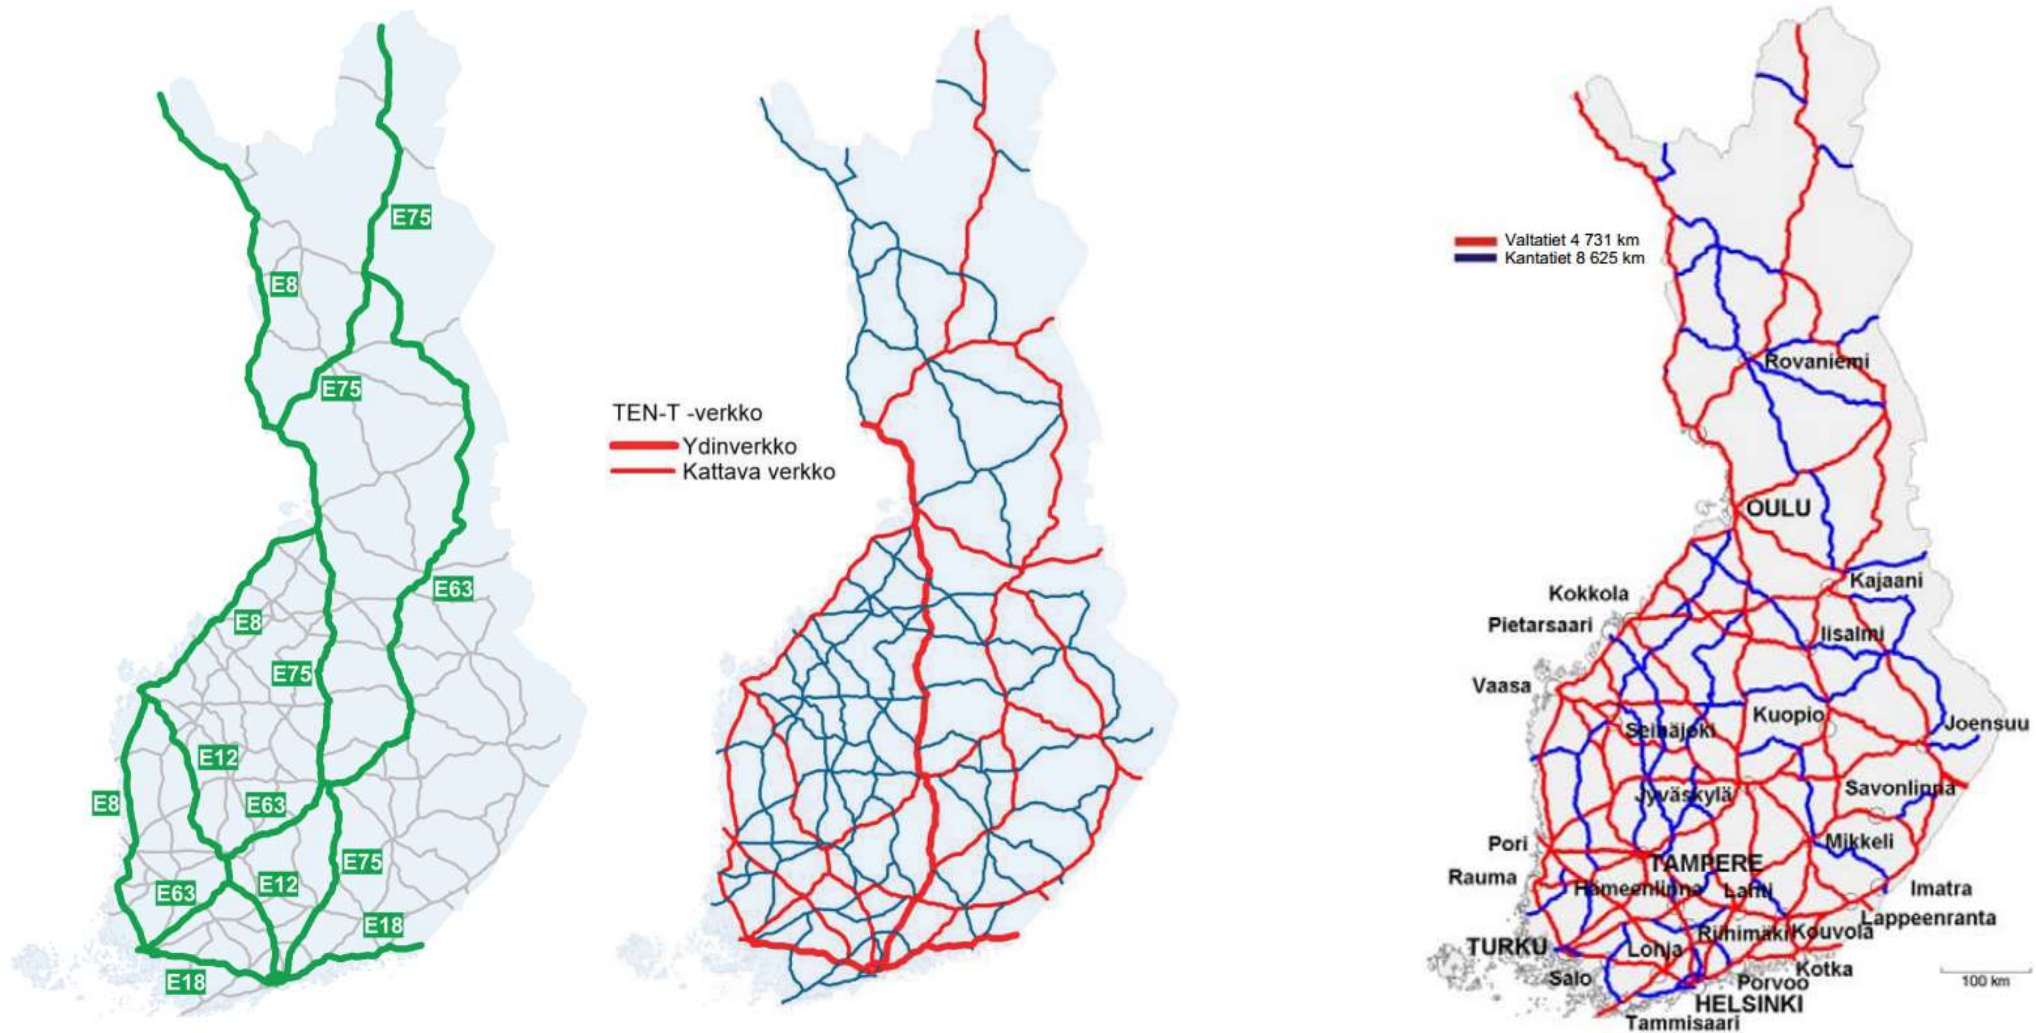 E75
E8
E75
E63
E8
E75
E12
E8
E63
E75
E12
E63
E18
E18
TEN-T -verkko
Ydinverkko
Kattava verkko
Valtatiet 4 731 km
Kantatiet 8 625 km
Rovaniemi
OULU
Kajaani
Kokkola
Pietarsaari
Iisalmi
Vaasa
Kuopio
Joensuu
Seinäjoki
Jyväskylä
Savonlinna
Pori
Mikkeli
TAMPERE
Rauma
Hämeenlinna
Lahti
Imatra
Lappeenranta
Riihimäki
Kouvola
TURKU
Lohja
Salo
Kotka
Porvoo
HELSINKI
Tammisaari
100 km